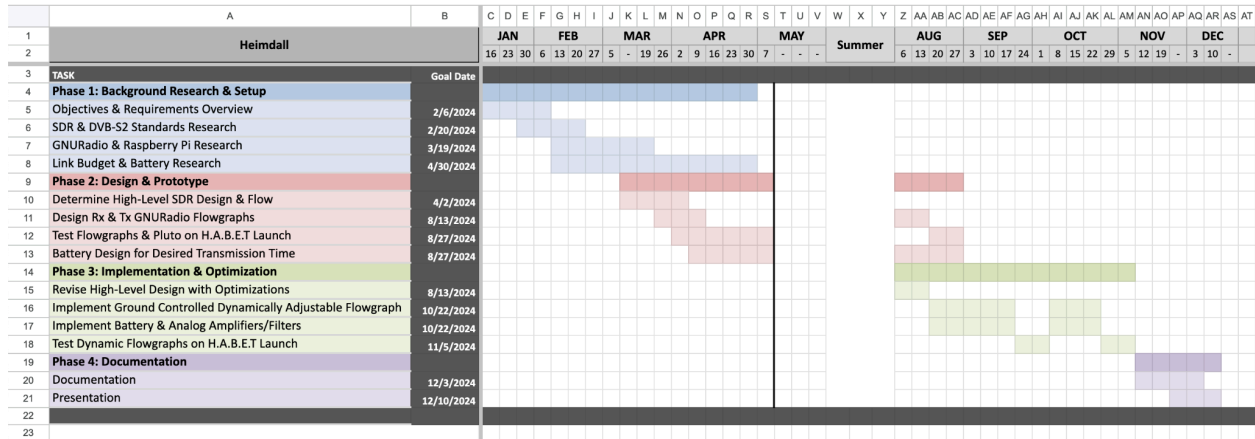 A B C D E F G H I J K L M N O P Q R S T U V W X Y Z AA AB AC AD AE AF AG AH AI AJ AK AL AM AN AO AP AQ AR AS AT
1 Heimdall JAN FEB MAR APR MAY Summer AUG SEP OCT NOV DEC
2 16 23 30 6 13 20 27 5 - 19 26 2 9 16 23 30 7 - - - 6 13 20 27 3 10 17 24 1 8 15 22 29 5 12 19 - 3 10 -
3 TASK Goal Date
4 Phase 1: Background Research & Setup
5 Objectives & Requirements Overview 2/6/2024
6 SDR & DVB-S2 Standards Research 2/20/2024
7 GNURadio & Raspberry Pi Research 3/19/2024
8 Link Budget & Battery Research 4/30/2024
9 Phase 2: Design & Prototype
10 Determine High-Level SDR Design & Flow 4/2/2024
11 Design Rx & Tx GNURadio Flowgraphs 8/13/2024
12 Test Flowgraphs & Pluto on H.A.B.E.T Launch 8/27/2024
13 Battery Design for Desired Transmission Time 8/27/2024
14 Phase 3: Implementation & Optimization
15 Revise High-Level Design with Optimizations 8/13/2024
16 Implement Ground Controlled Dynamically Adjustable Flowgraph 10/22/2024
17 Implement Battery & Analog Amplifiers/Filters 10/22/2024
18 Test Dynamic Flowgraphs on H.A.B.E.T Launch 11/5/2024
19 Phase 4: Documentation
20 Documentation 12/3/2024
21 Presentation 12/10/2024
22
23